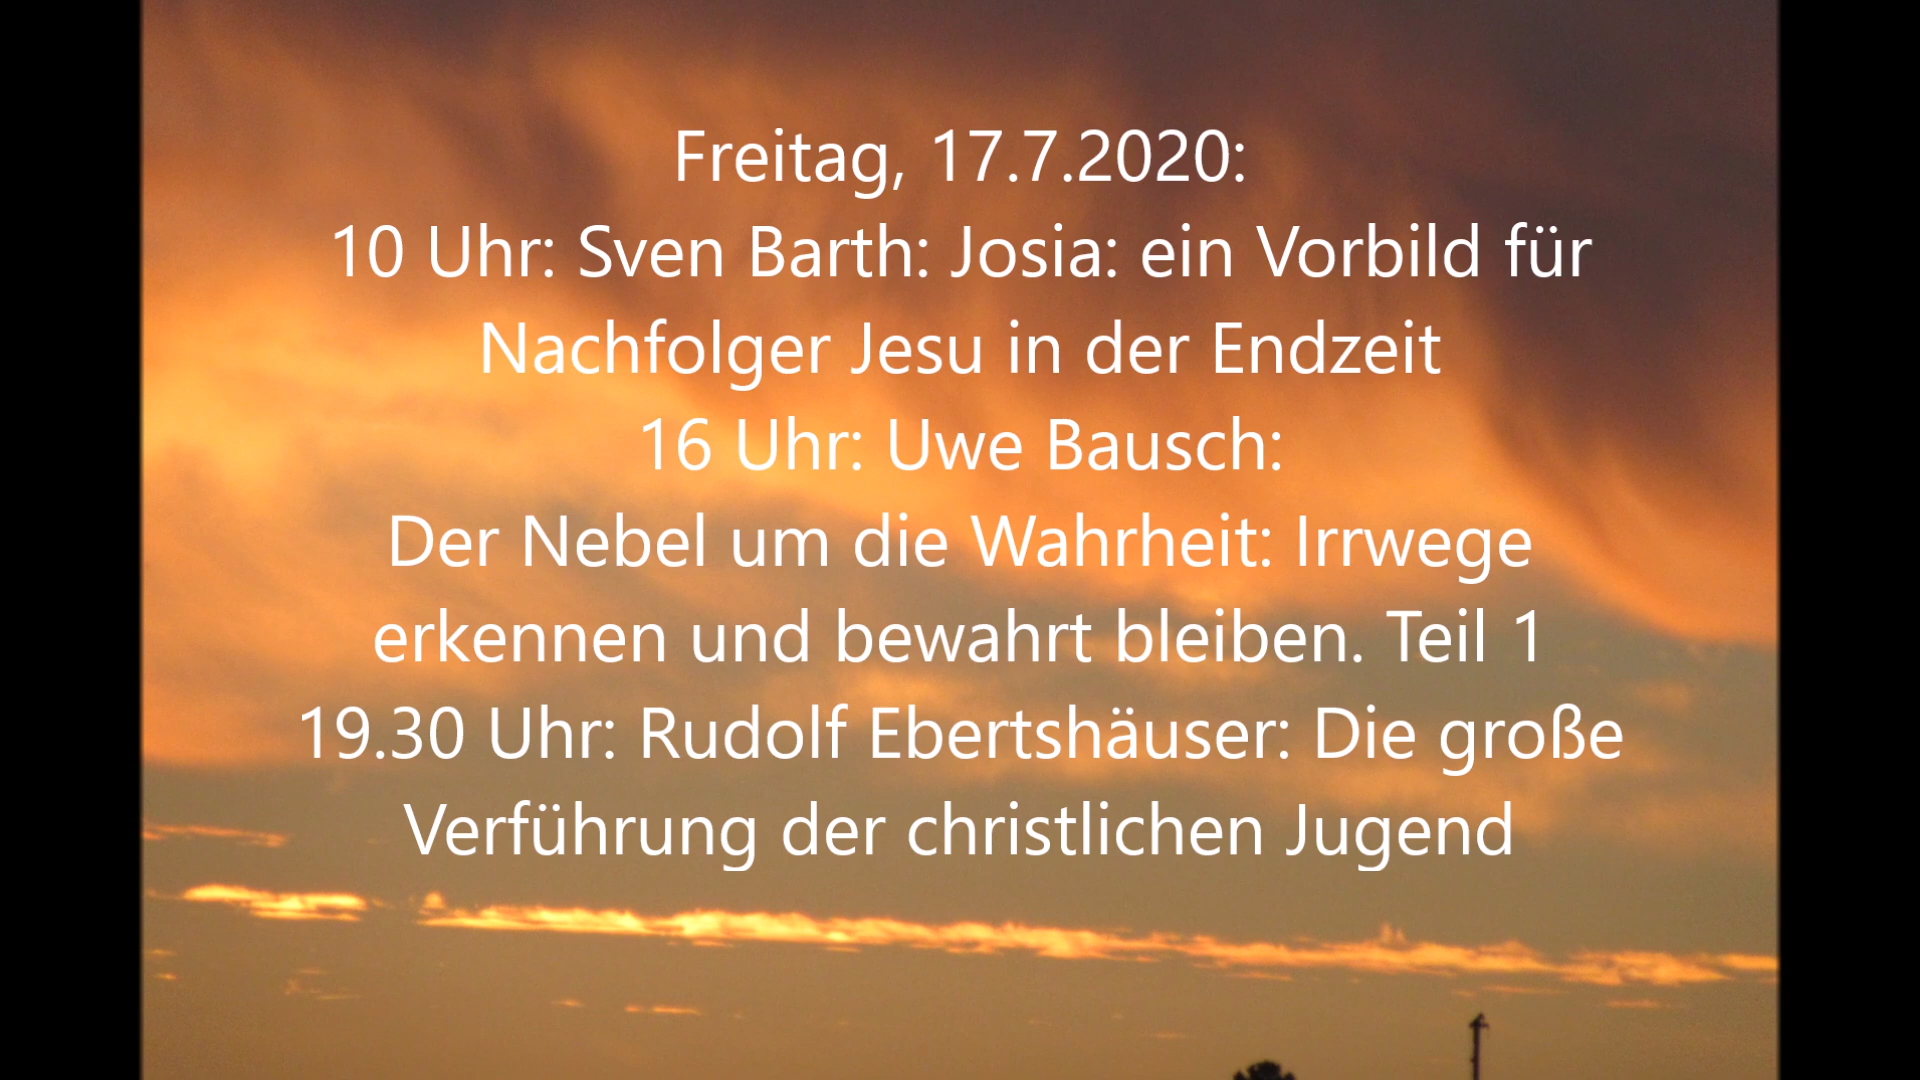 Freitag, 17.7.2020:
10 Uhr: Sven Barth: Josia: ein Vorbild für
Nachfolger Jesu in der Endzeit
16 Uhr: Uwe Bausch:
Der Nebel um die Wahrheit: Irrwege
erkennen und bewahrt bleiben. Teil 1
19.30 Uhr: Rudolf Ebertshäuser: Die große
Verführung der christlichen Jugend